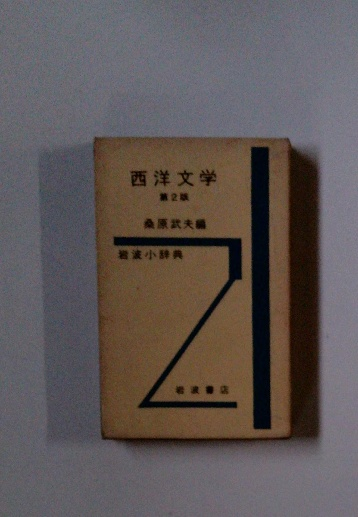 西洋文学
第2版
桑原武夫編
岩波小辞典
岩波書店